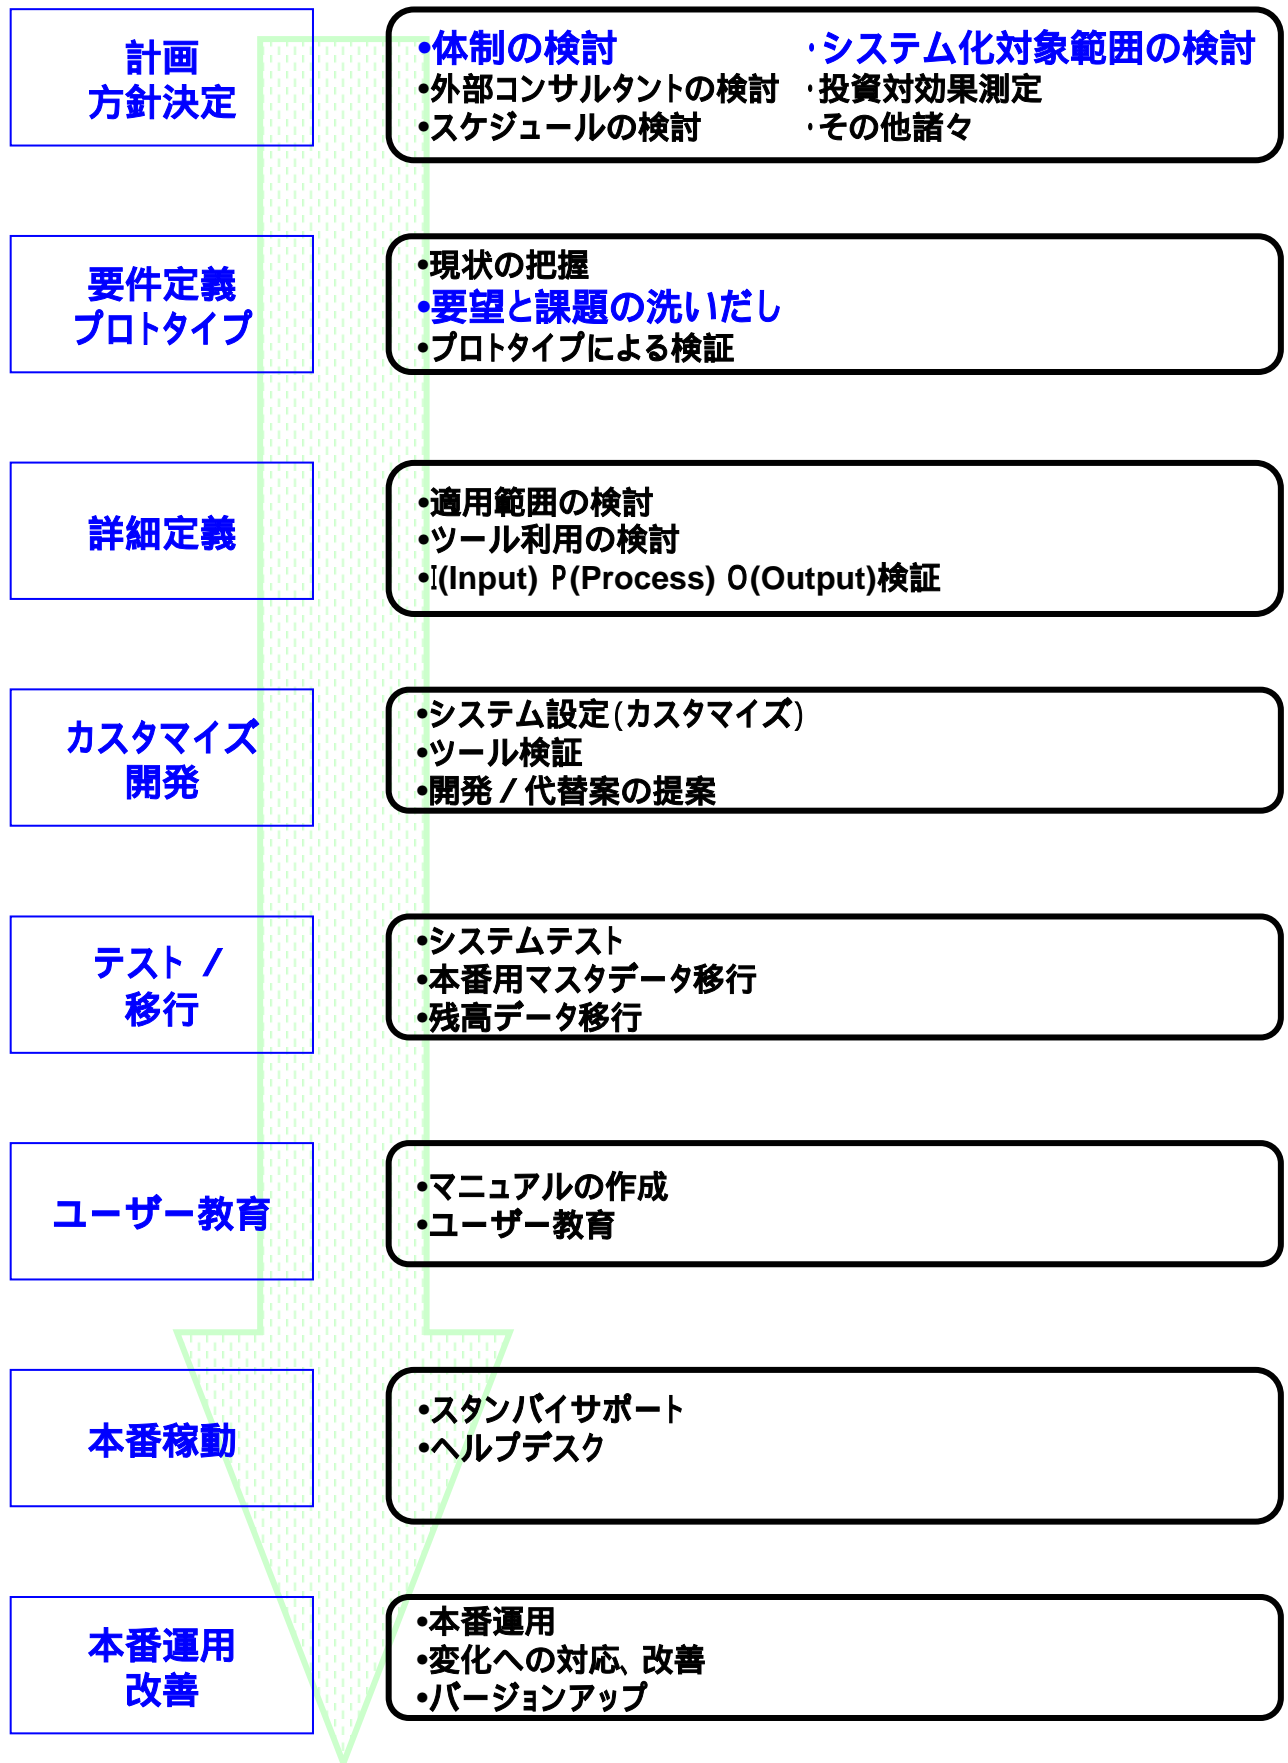 計画
方針決定
•体制の検討 ・システム化対象範囲の検討
•外部コンサルタントの検討 ・投資対効果測定
•スケジュールの検討 ・その他諸々
要件定義
プロトタイプ
•現状の把握
•要望と課題の洗いだし
•プロトタイプによる検証
詳細定義
•適用範囲の検討
•ツール利用の検討
•I(Input) P(Process) O(Output)検証
カスタマイズ
開発
•システム設定(カスタマイズ)
•ツール検証
•開発／代替案の提案
テスト ／
移行
•システムテスト
•本番用マスタデータ移行
•残高データ移行
ユーザー教育
•マニュアルの作成
•ユーザー教育
本番稼動
•スタンバイサポート
•ヘルプデスク
本番運用
改善
•本番運用
•変化への対応、改善
•バージョンアップ